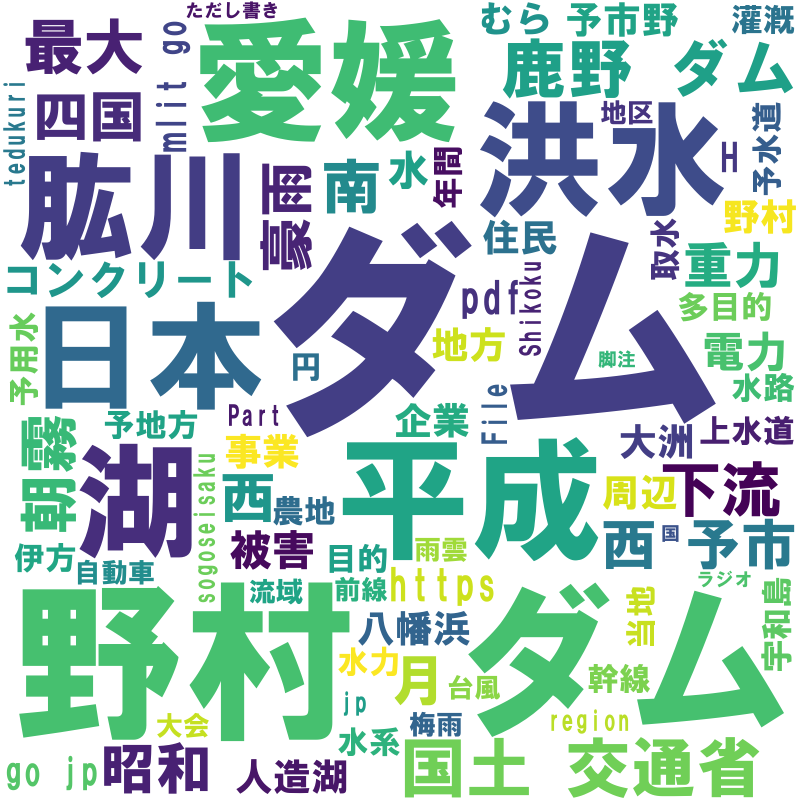 ただし書き
むら 予市野
灌漑
最大
mlit go
愛媛
鹿野 ダム
四国
tedukuri
洪水
地区
工
予水道
肱川
豪雨
南
水
年間
住民
取水
野村
コンクリート
ダム
pdf
Shikoku
重力
多目的
日本
予用水
円
地方
脚注
電力
水路
朝霧
予地方
Part
企業
File
大洲
上水道
湖
事業
平成
西
農地
sogoseisaku
周辺
下流
伊方
自動車
被害
目的
雨雲
西
国
予市
流域
前線
https
ラジオ
野村ダム
八幡浜
当地
宇和島
水力
月
台風
幹線
jp
大会
梅雨
region
水系
go jp
昭和
人造湖
国土 交通省